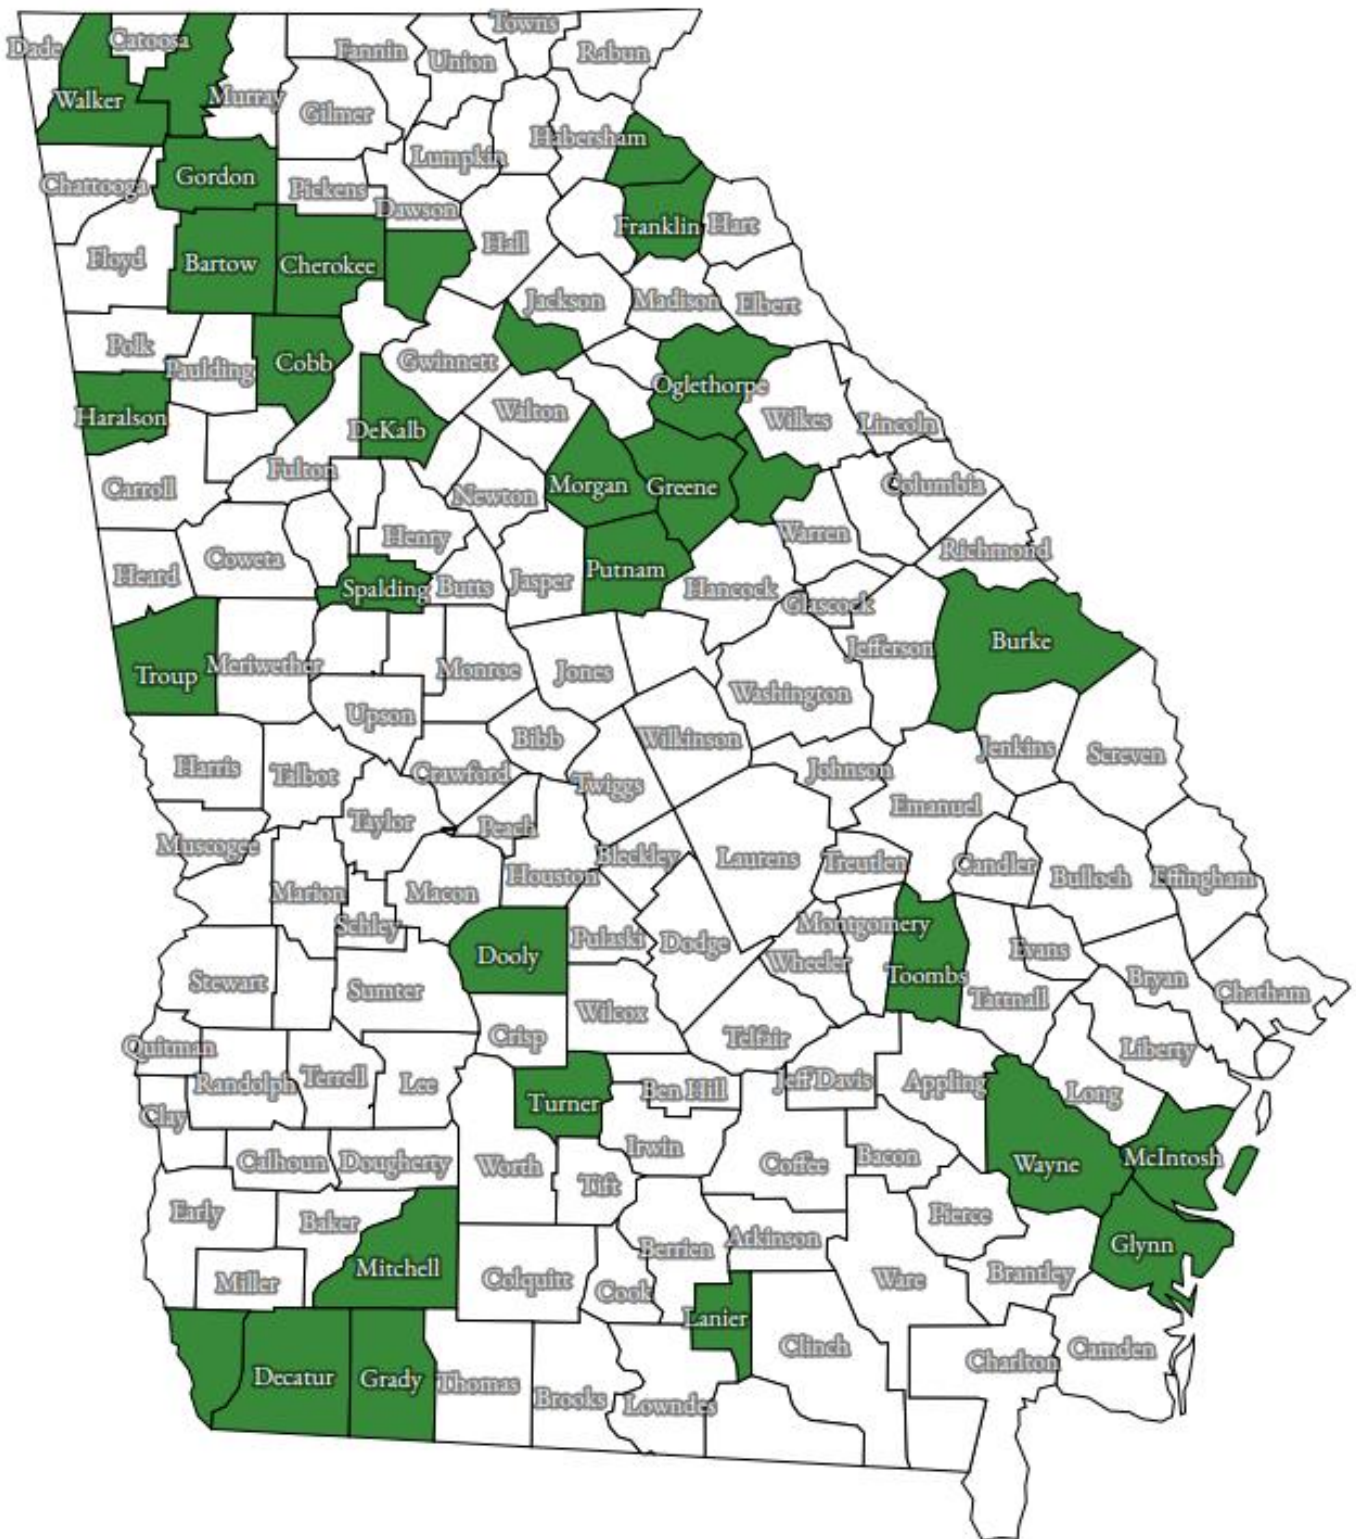 Towns
Dade
Catoosa
Fannin
Union
Rabun
Walker
Murray
Gilmer
Habersham
Lumpkin
Chattooga
Gordon
Pickens
Dawson
Franklin
Hart
Hall
Floyd
Bartow
Cherokee
Jackson
Madison
Elbert
Polk
Paulding
Cobb
Gwinnett
Oglethorpe
Haralson
DeKalb
Walton
Wilkes
Lincoln
Fulton
Carroll
Newton
Morgan
Greene
Columbia
Henry
Warren
Richmond
Coweta
Heard
Spalding
Butts
Jasper
Putnam
Hancock
Glascock
Jefferson
Burke
Troup
Meriwether
Monroe
Jones
Washington
Upson
Bibb
Wilkinson
Jenkins
Screven
Harris
Talbot
Crawford
Twiggs
Johnson
Emanuel
Taylor
Peach
Muscogee
Bleckley
Laurens
Treutlen
Candler
Bulloch
Effingham
Marion
Macon
Houston
Schley
Montgomery
Dooly
Pulaski
Dodge
Wheeler
Toombs
Evans
Stewart
Sumter
Tattnall
Bryan
Chatham
Crisp
Wilcox
Telfair
Quitman
Liberty
Randolph
Terrell
Lee
Ben Hill
Jeff Davis
Appling
Long
Clay
Turner
Calhoun
Dougherty
Worth
Irwin
Coffee
Bacon
Wayne
McIntosh
Tift
Early
Baker
Pierce
Berrien
Atkinson
Glynn
Mitchell
Miller
Colquitt
Cook
Ware
Brantley
Lanier
Clinch
Charlton
Camden
Decatur
Grady
Thomas
Brooks
Lowndes